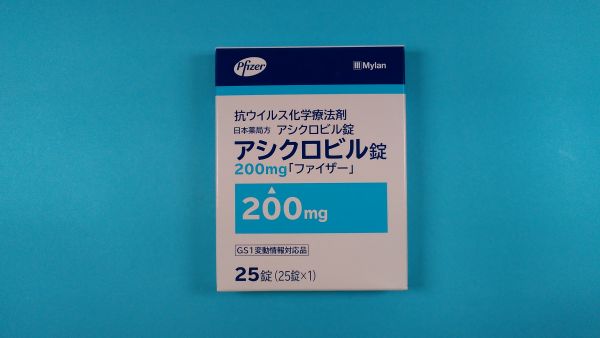 Pfizer
Mylan
抗ウイルス化学療法剤
日本薬局方 アシクロビル錠
アシクロビル錠
200mg「ファイザー」
200mg
GS1変動情報対応品
25錠(25錠×1)